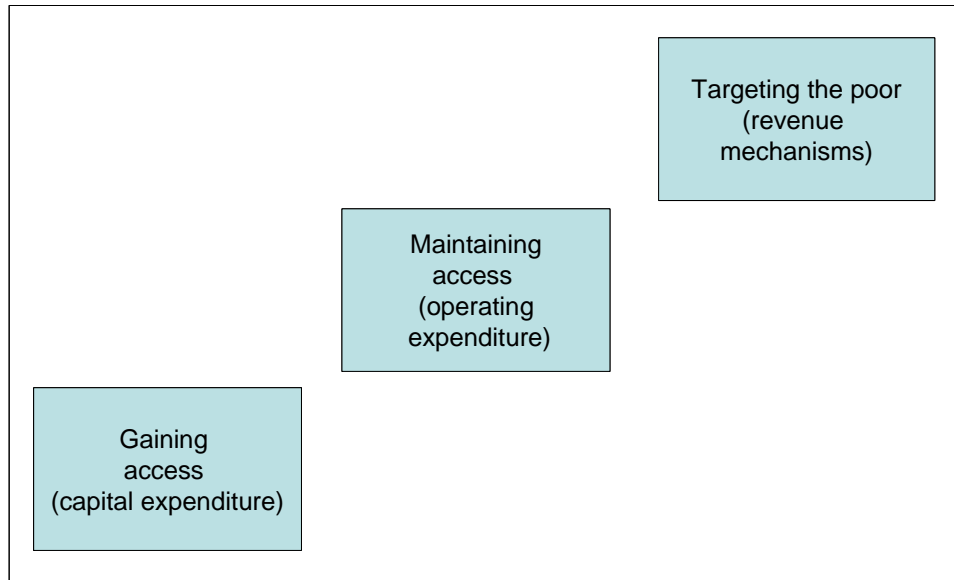 Targeting the poor
(revenue
mechanisms)
Maintaining
access
(operating
expenditure)
Gaining
access
(capital expenditure)